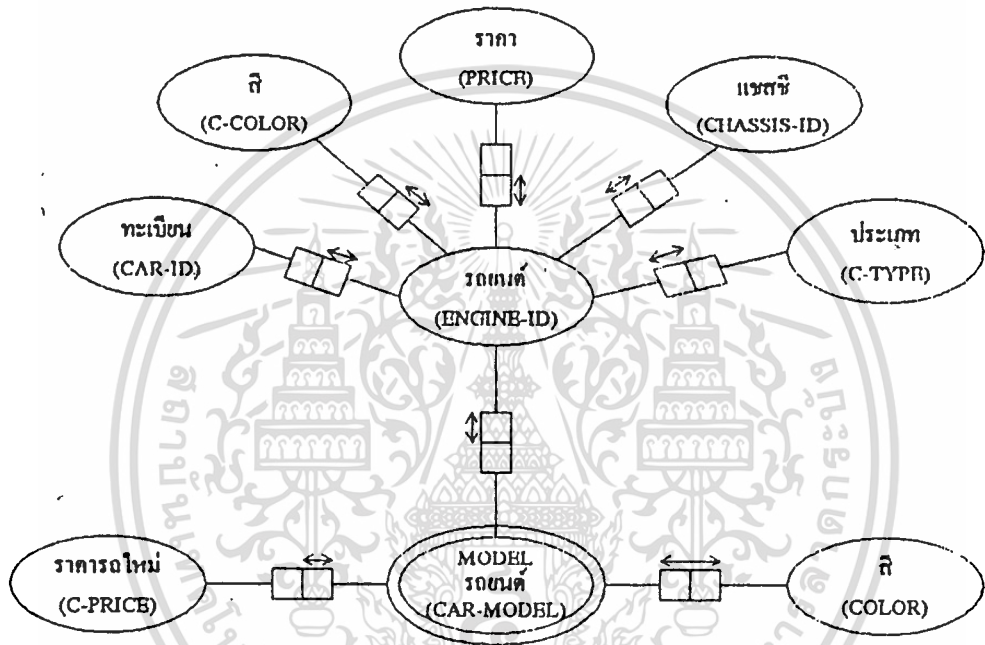 ราคา
(PRICE)
สี
(C-COLOR)
แชสซี
(CHASSIS-ID)
ทะเบียน
(CAR-ID)
ประเภท
(C-TYPE)
รถยนต์
(ENGINE-ID)
ราคารถใหม่
(C-PRICE)
MODEL
รถยนต์
(CAR-MODEL)
สี
(COLOR)